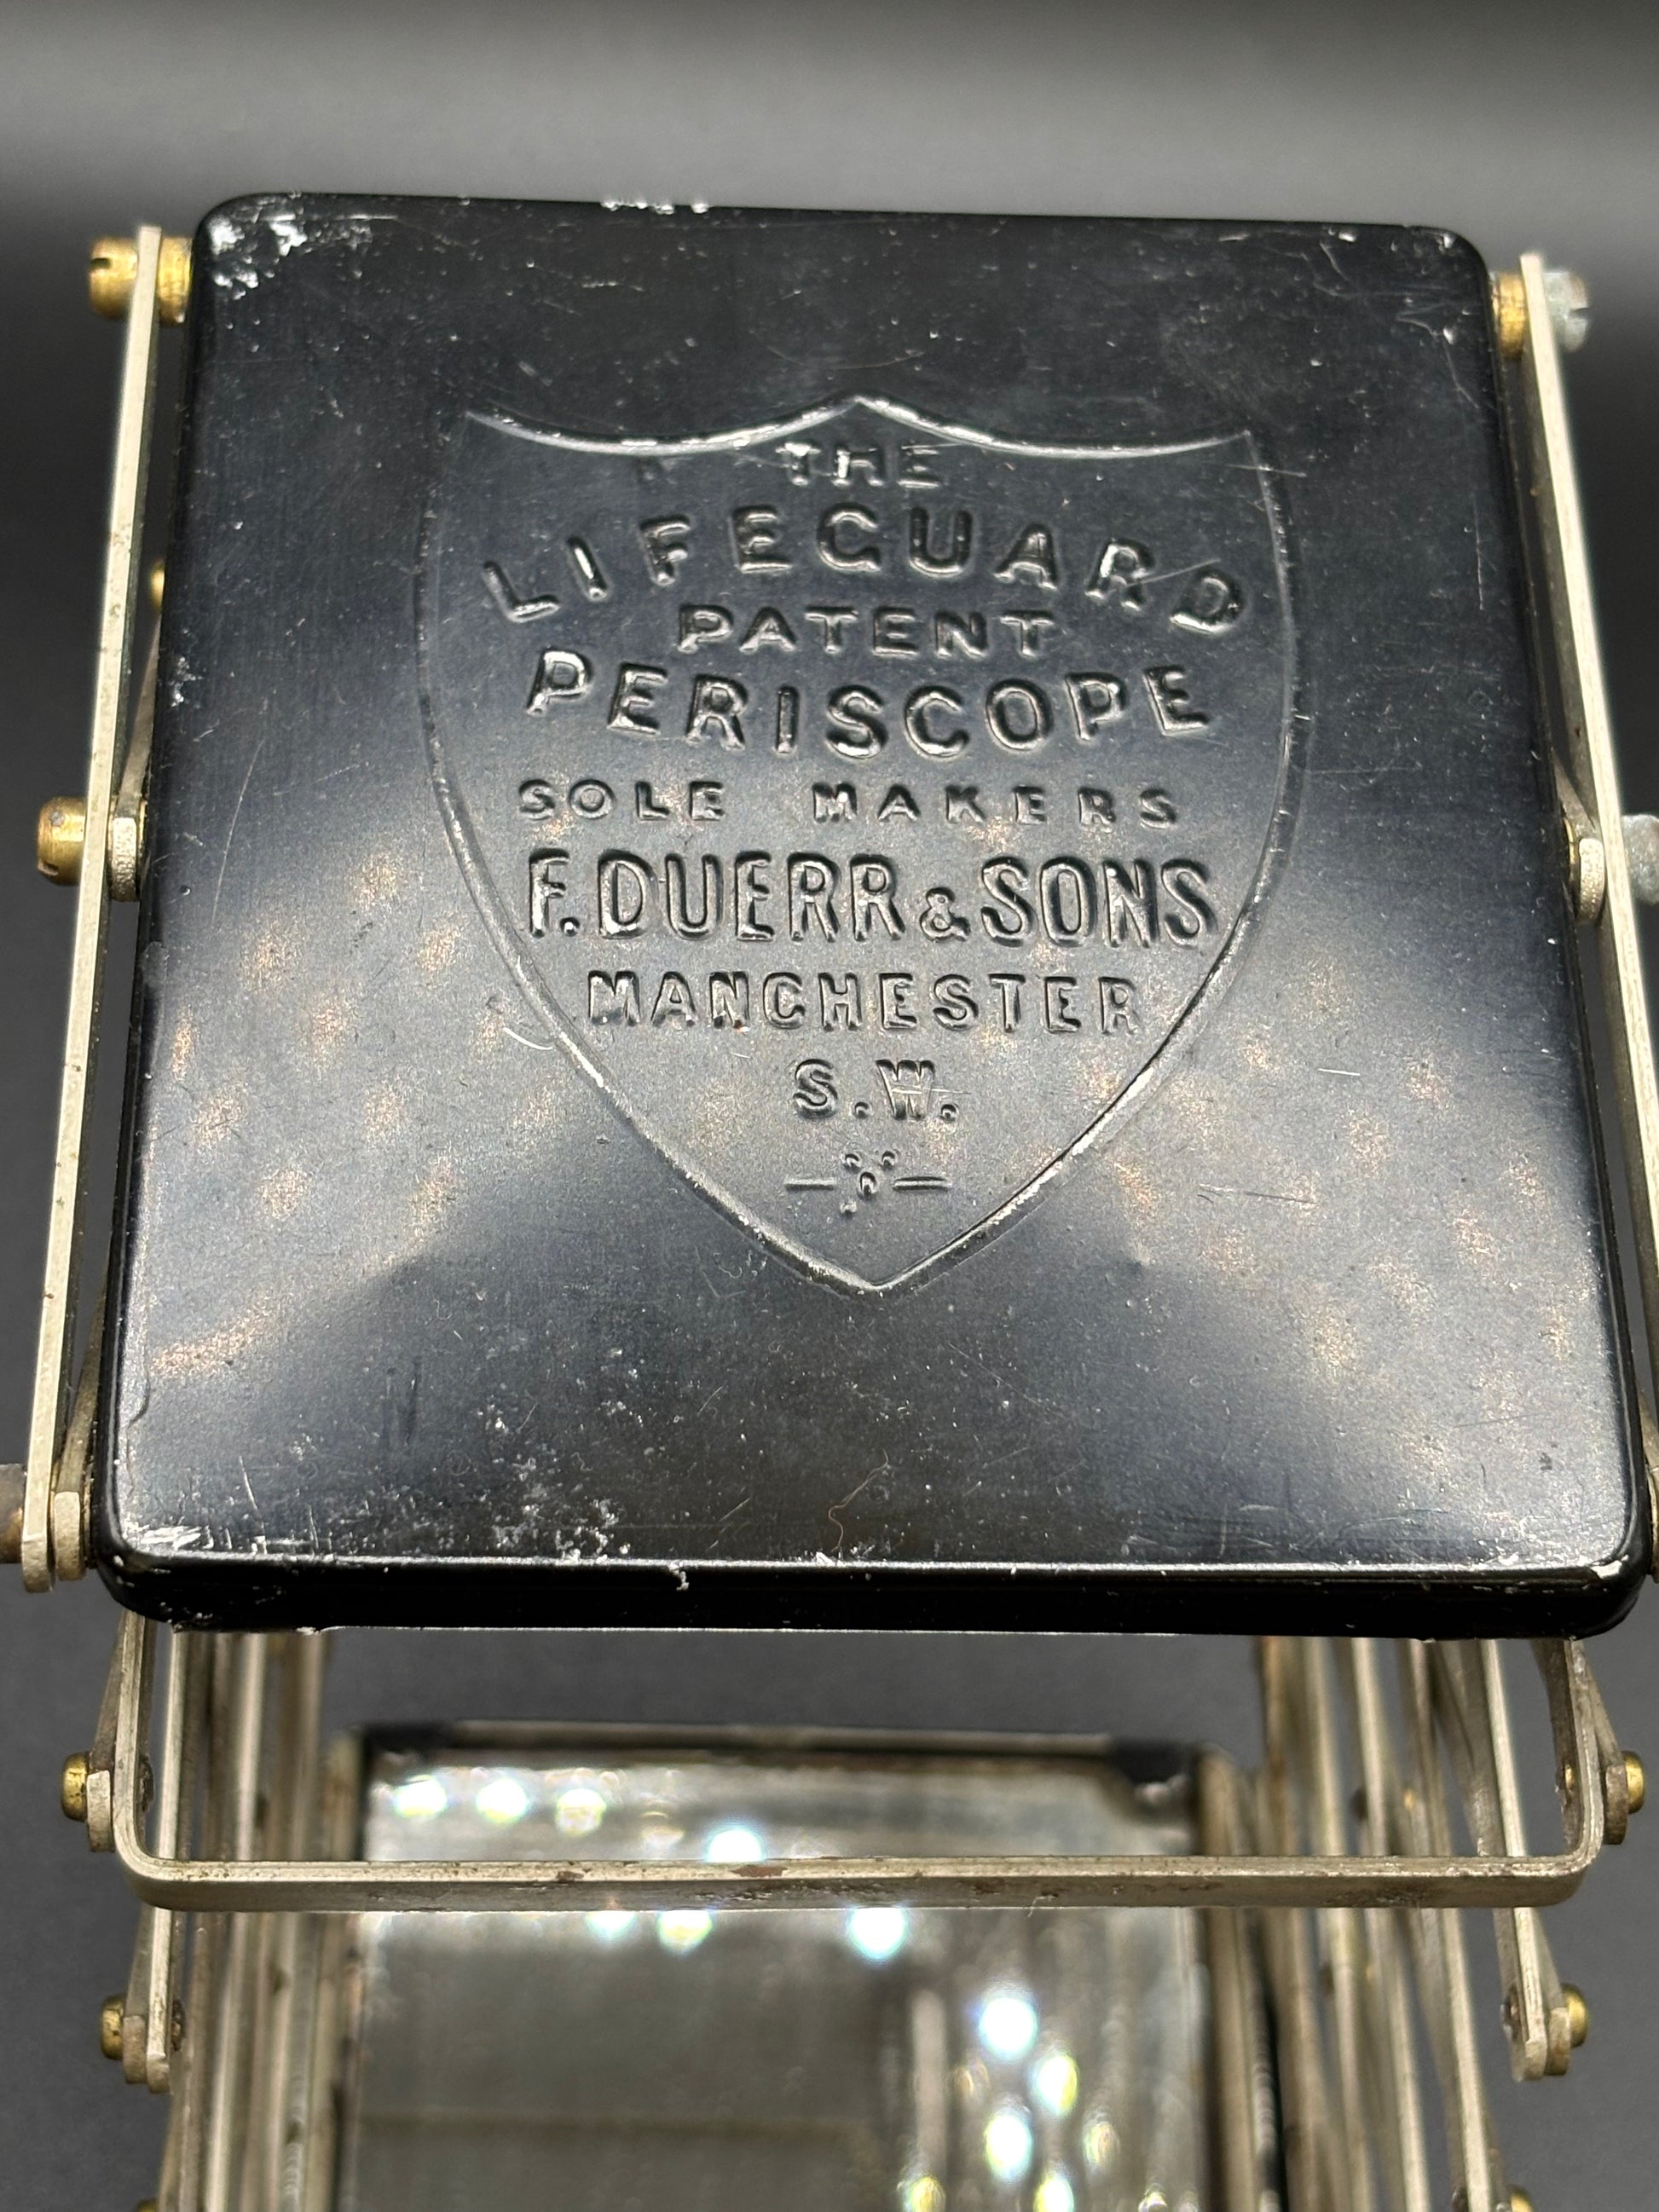 THE
LIFEGUARD
PATENT
PERISCOPE
SOLE MAKERS
F. DUERR & SONS
MANCHESTER
S.W.